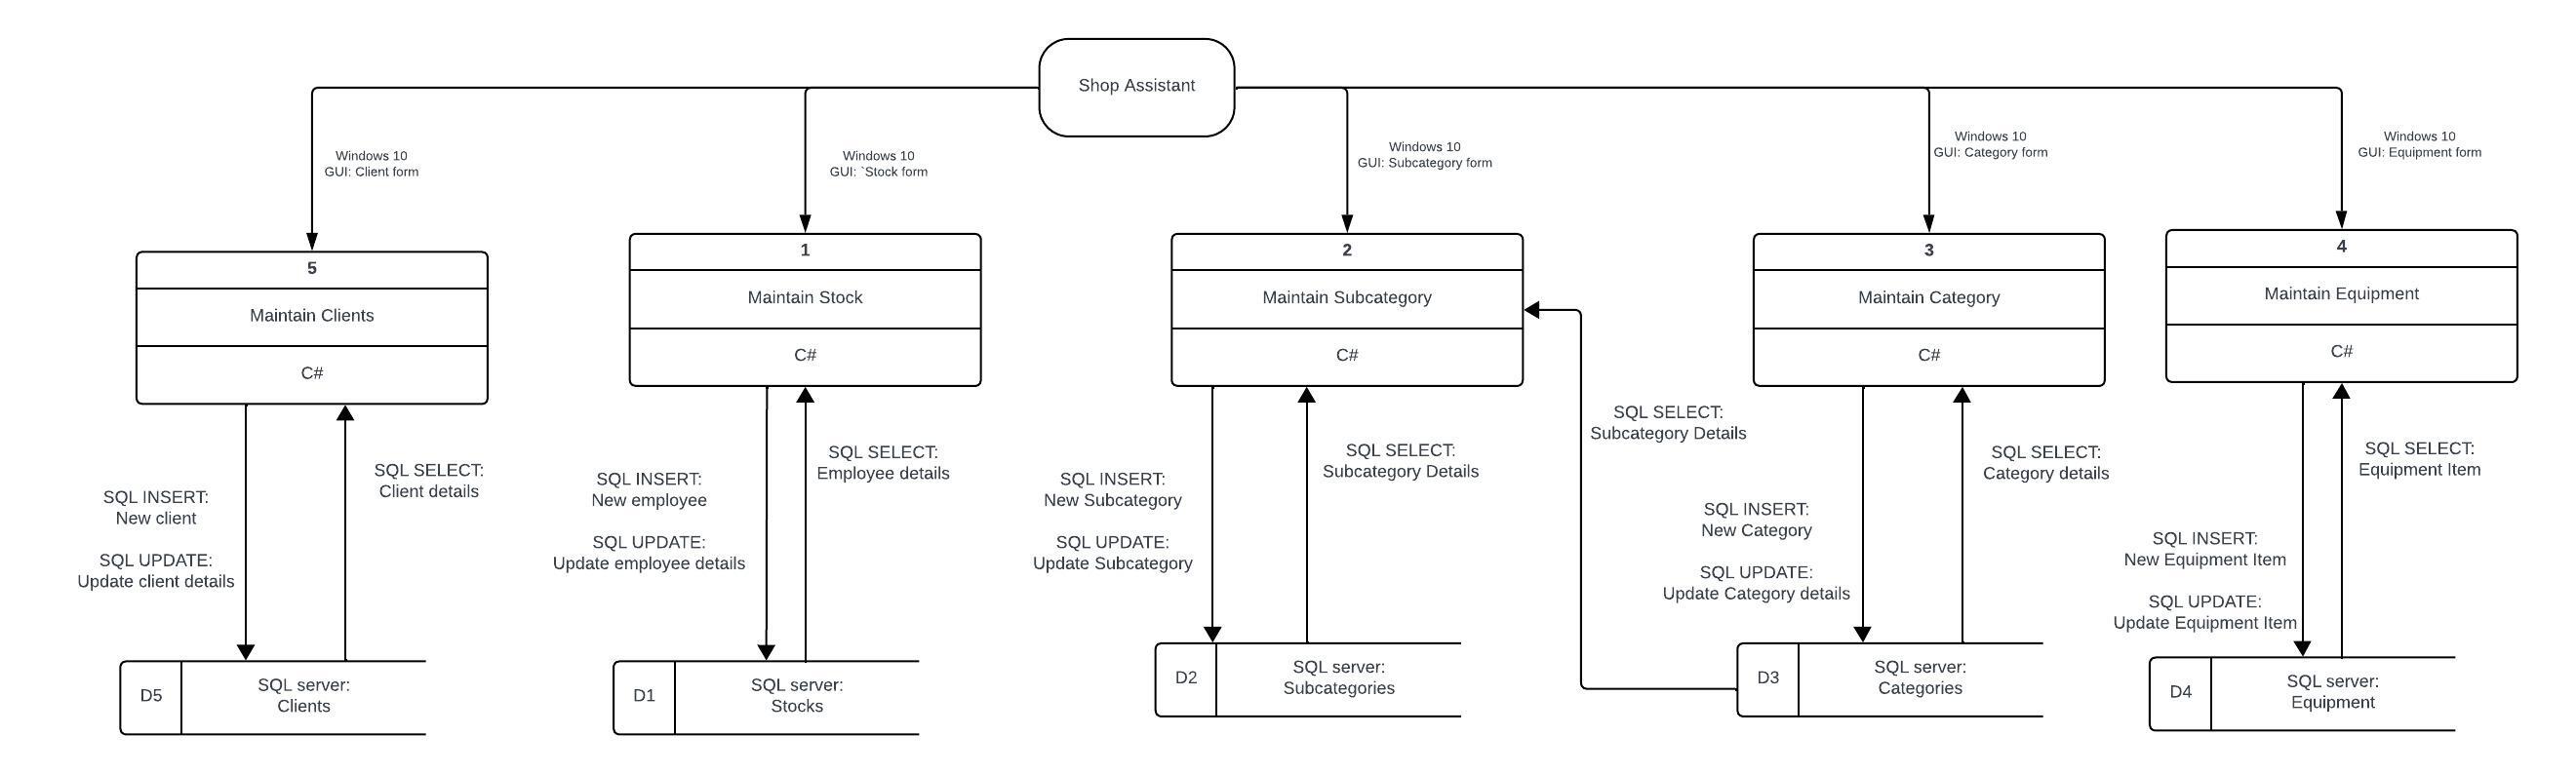 Shop Assistant
Windows 10
GUI: Client form
Windows 10
GUI: `Stock form
Windows 10
GUI: Subcategory form
Windows 10
GUI: Category form
Windows 10
GUI: Equipment form
5
Maintain Clients
C#
1
Maintain Stock
C#
2
Maintain Subcategory
C#
3
Maintain Category
C#
4
Maintain Equipment
C#
SQL INSERT:
New client
SQL UPDATE:
Update client details
SQL SELECT:
Client details
SQL INSERT:
New employee
SQL UPDATE:
Update employee details
SQL SELECT:
Employee details
SQL INSERT:
New Subcategory
SQL UPDATE:
Update Subcategory
SQL SELECT:
Subcategory Details
SQL SELECT:
Subcategory Details
SQL INSERT:
New Category
SQL UPDATE:
Update Category details
SQL SELECT:
Category details
SQL INSERT:
New Equipment Item
SQL UPDATE:
Update Equipment Item
SQL SELECT:
Equipment Item
D5
SQL server:
Clients
D1
SQL server:
Stocks
D2
SQL server:
Subcategories
D3
SQL server:
Categories
D4
SQL server:
Equipment